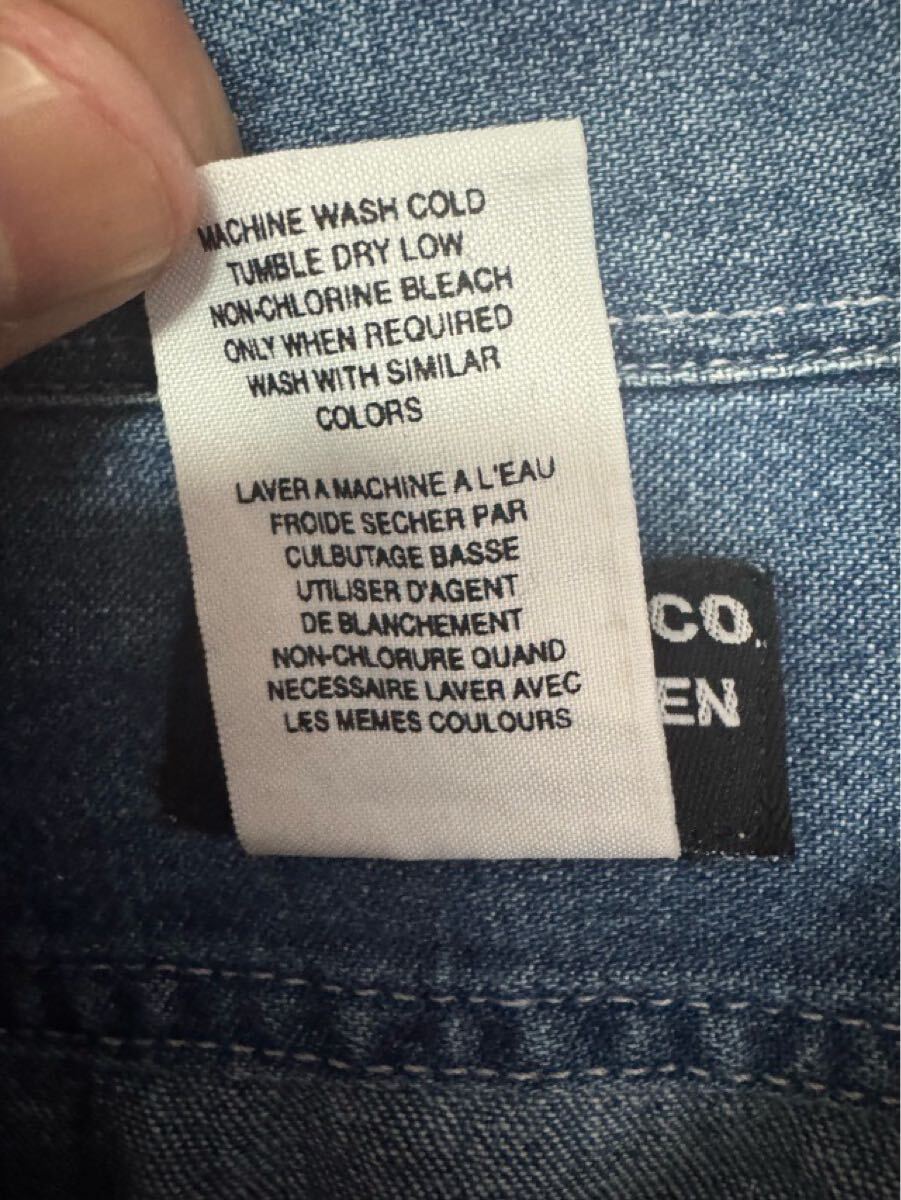 MACHINE WASH COLD
TUMBLE DRY LOW
NON-CHLORINE BLEACH
ONLY WHEN REQUIRED
WASH WITH SIMILAR
COLORS
LAVER A MACHINE A L'EAU
FROIDE SECHER PAR
CULBUTAGE BASSE
UTILISER D'AGENT
DE BLANCHEMENT
NON-CHLORURE QUAND
NECESSAIRE LAVER AVEC
LES MEMES COULOURS
CO.
EN